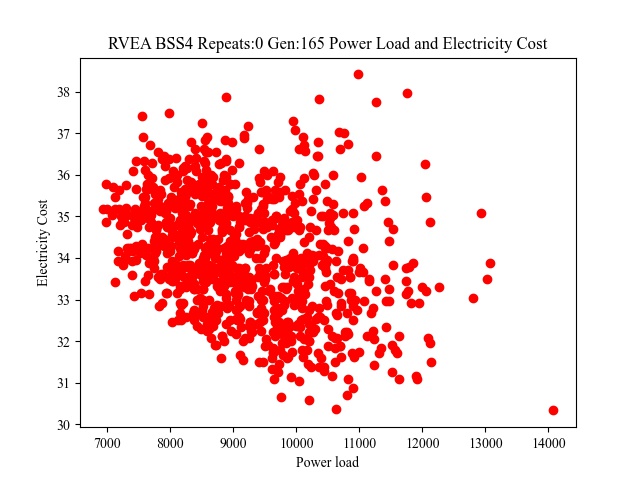 RVEA BSS4 Repeats:0 Gen:165 Power Load and Electricity Cost
38
37
36
35
34
33
32
31
30
Electricity Cost
7000 8000 9000 10000 11000 12000 13000 14000
Power load